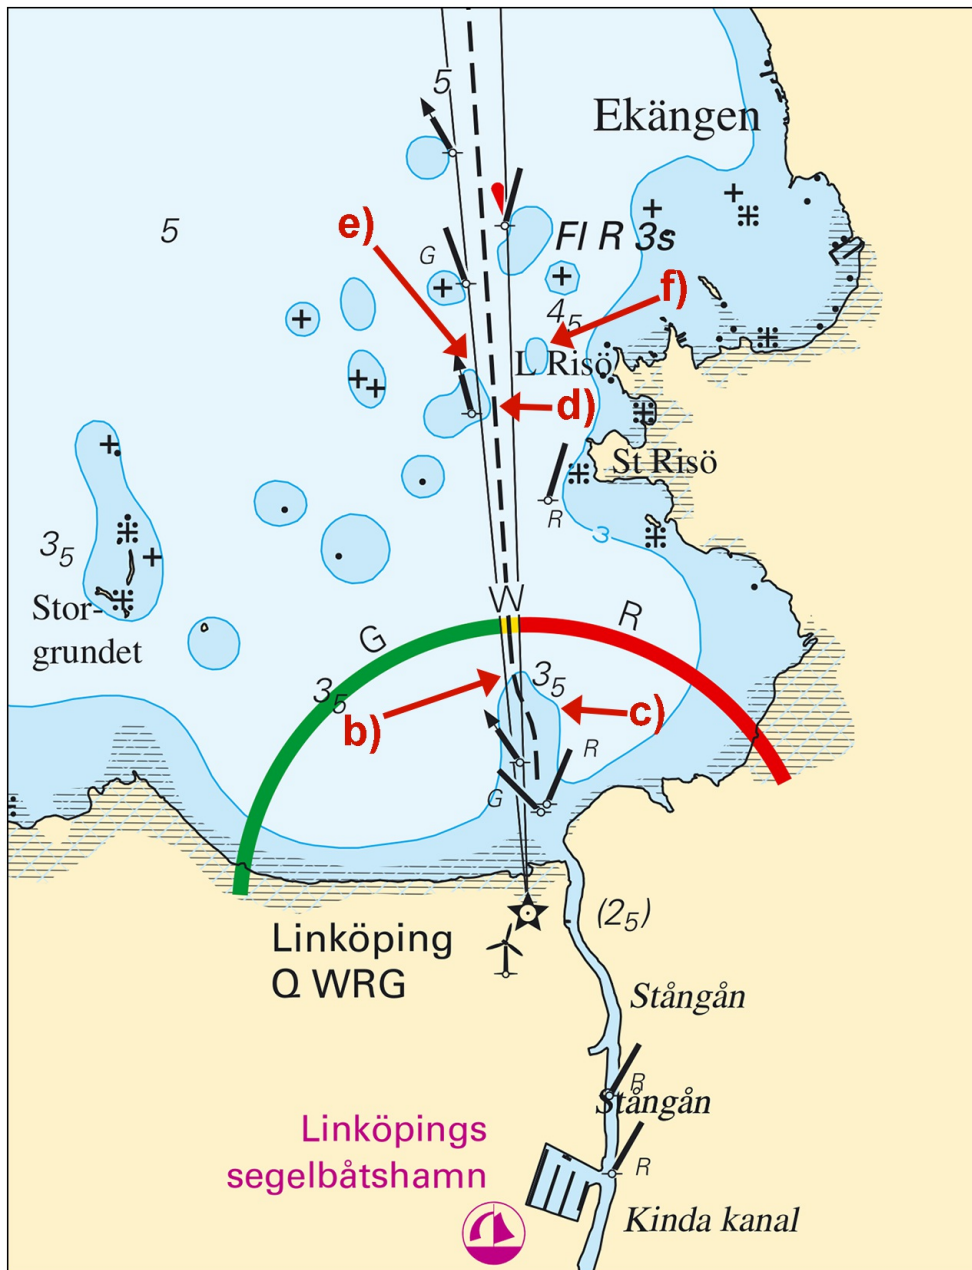 5
Ekängen
e)
5
Fl R 3s
G
f)
4₅
L Risö
d)
St Risö
R
3₅
3
Stor-
grundet
W
G
R
3₅
3₅
b)
c)
R
G
Linköping
Q WRG
(2₅)
Stångån
R
Stångån
Linköpings
segelbåtshamn
R
Kinda kanal